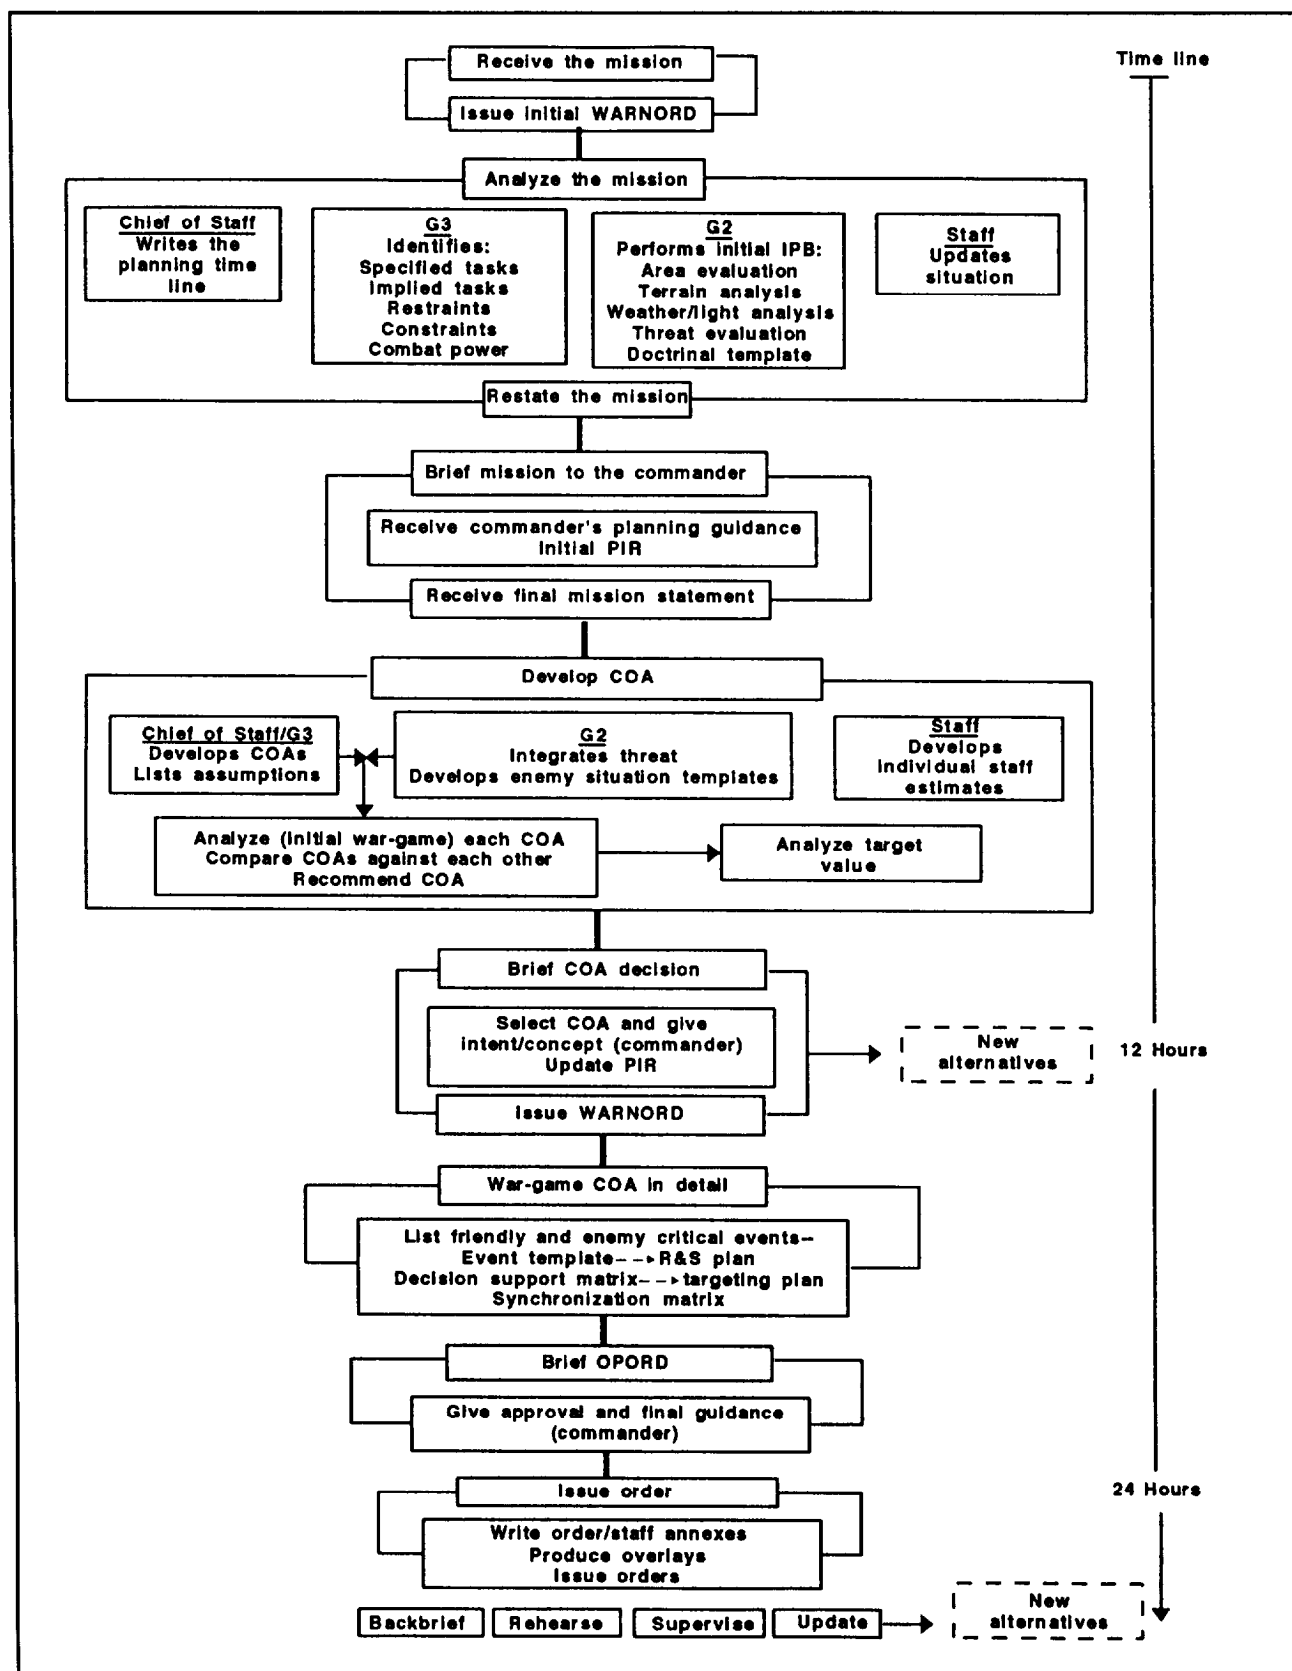 Time line
Receive the mission
Issue initial WARNORD
Analyze the mission
Chief of Staff
Writes the
planning time
line
G3
Identifies:
Specified tasks
Implied tasks
Restraints
Constraints
Combat power
G2
Performs initial IPB:
Area evaluation
Terrain analysis
Weather/light analysis
Threat evaluation
Doctrinal template
Staff
Updates
situation
Restate the mission
Brief mission to the commander
Receive commander's planning guidance
Initial PIR
Receive final mission statement
Develop COA
Chief of Staff/G3
Develops COAs
Lists assumptions
G2
Integrates threat
Develops enemy situation templates
Staff
Develops
individual staff
estimates
Analyze (initial war-game) each COA
Compare COAs against each other
Recommend COA
Analyze target
value
Brief COA decision
Select COA and give
intent/concept (commander)
Update PIR
New
alternatives
12 Hours
Issue WARNORD
War-game COA in detail
List friendly and enemy critical events–
Event template– –▸R&S plan
Decision support matrix– –▸targeting plan
Synchronization matrix
Brief OPORD
Give approval and final guidance
(commander)
Issue order
24 Hours
Write order/staff annexes
Produce overlays
Issue orders
Backbrief
Rehearse
Supervise
Update
New
alternatives